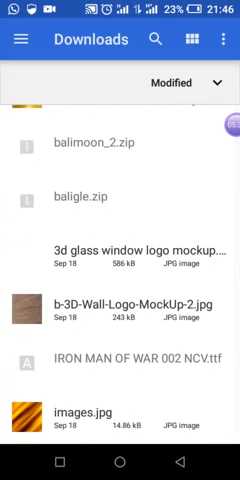 23% 21:46
Downloads
Modified
balimoon_2.zip
baligle.zip
3d glass window logo mockup....
Sep 18 586 kB JPG image
b-3D-Wall-Logo-MockUp-2.jpg
Sep 18 243 kB JPG image
A IRON MAN OF WAR 002 NCV.ttf
images.jpg
Sep 18 14.86 kB JPG image